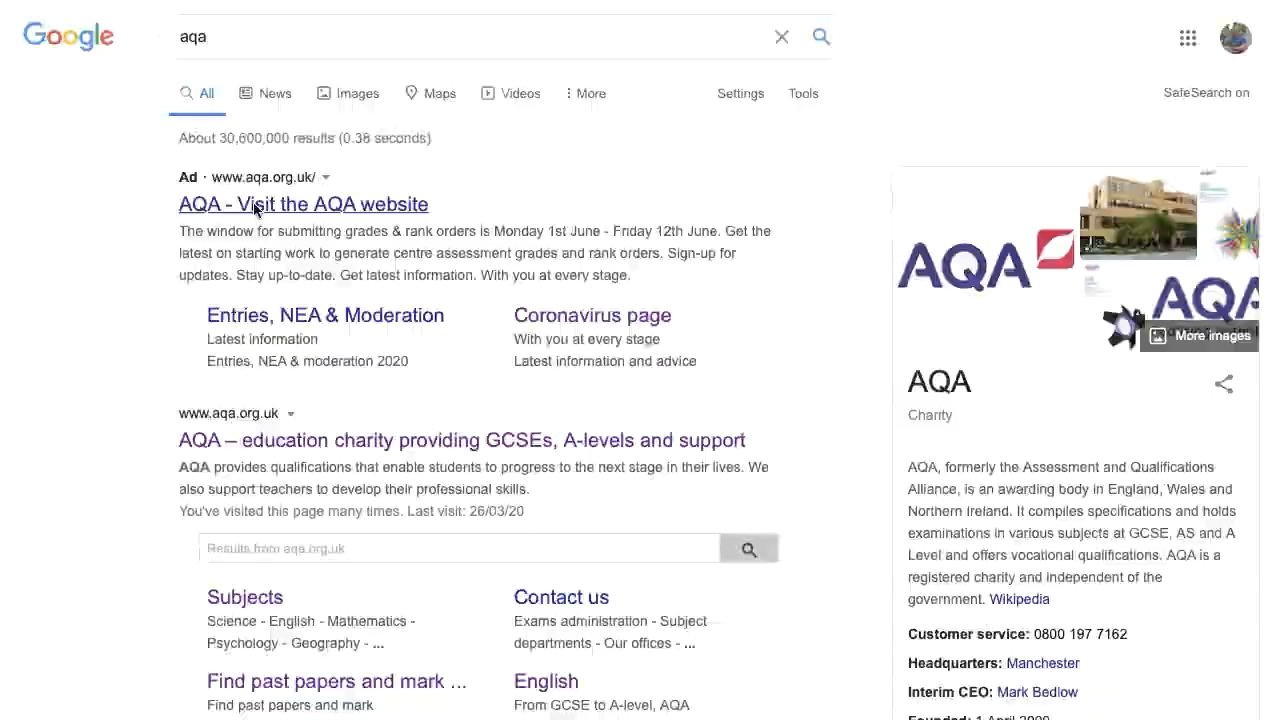 Google
aqa
All News Images Maps Videos More Settings Tools
SafeSearch on
About 30,600,000 results (0.38 seconds)
Ad · www.aqa.org.uk/
AQA - Visit the AQA website
The window for submitting grades & rank orders is Monday 1st June - Friday 12th June. Get the
latest on starting work to generate centre assessment grades and rank orders. Sign-up for
updates. Stay up-to-date. Get latest information. With you at every stage.
Entries, NEA & Moderation
Latest information
Entries, NEA & moderation 2020
Coronavirus page
With you at every stage
Latest information and advice
www.aqa.org.uk
AQA – education charity providing GCSEs, A-levels and support
AQA provides qualifications that enable students to progress to the next stage in their lives. We
also support teachers to develop their professional skills.
You've visited this page many times. Last visit: 26/03/20
Results from aqa.org.uk
Subjects
Science - English - Mathematics -
Psychology - Geography - ...
Contact us
Exams administration - Subject
departments - Our offices - ...
Find past papers and mark ...
Find past papers and mark
English
From GCSE to A-level, AQA
AQA
AQA
More images
AQA
Charity
AQA, formerly the Assessment and Qualifications
Alliance, is an awarding body in England, Wales and
Northern Ireland. It compiles specifications and holds
examinations in various subjects at GCSE, AS and A
Level and offers vocational qualifications. AQA is a
registered charity and independent of the
government. Wikipedia
Customer service: 0800 197 7162
Headquarters: Manchester
Interim CEO: Mark Bedlow
Founded: 1 April 2000